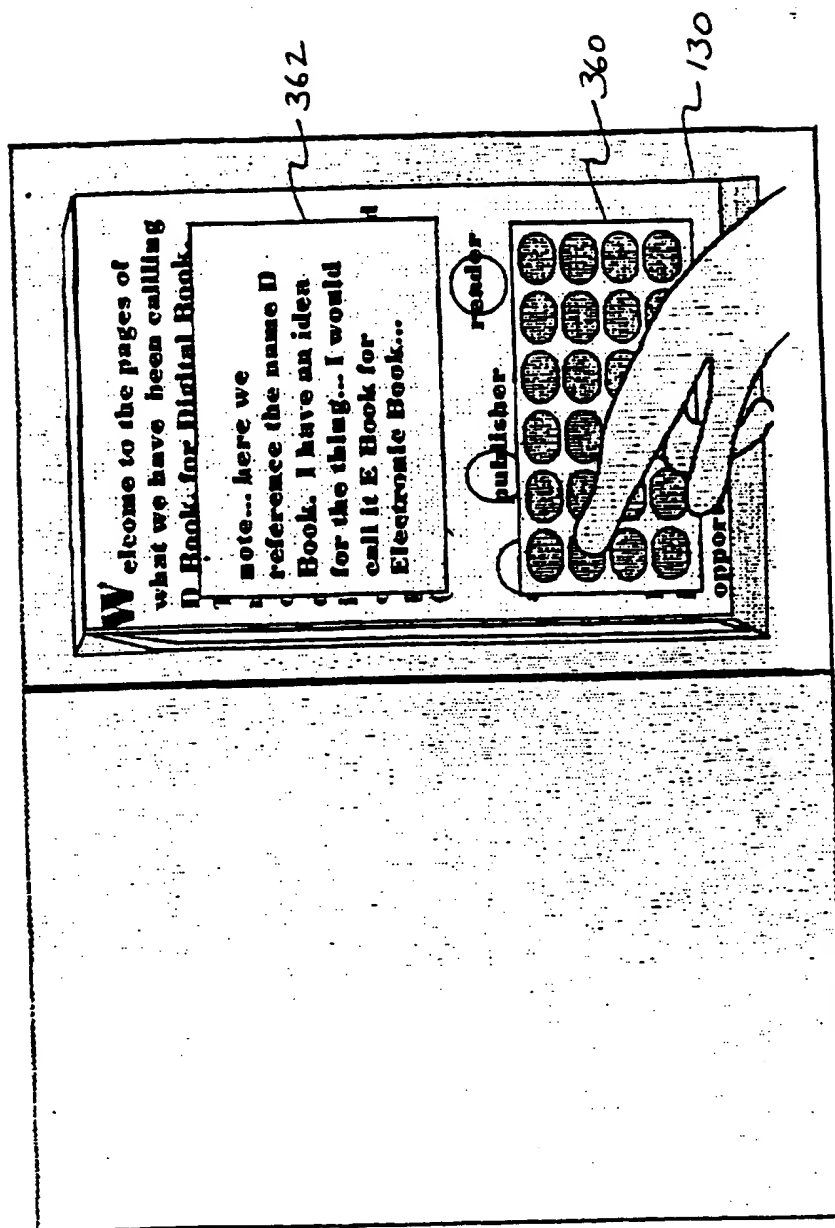 Welcome to the pages of
what we have been callling
D Book, for Digital Book.
note... here we
reference the name D
Book. I have an idea
for the thing... I would
call it E Book for
Electronic Book...
publisher reader
oppor
362
360
130